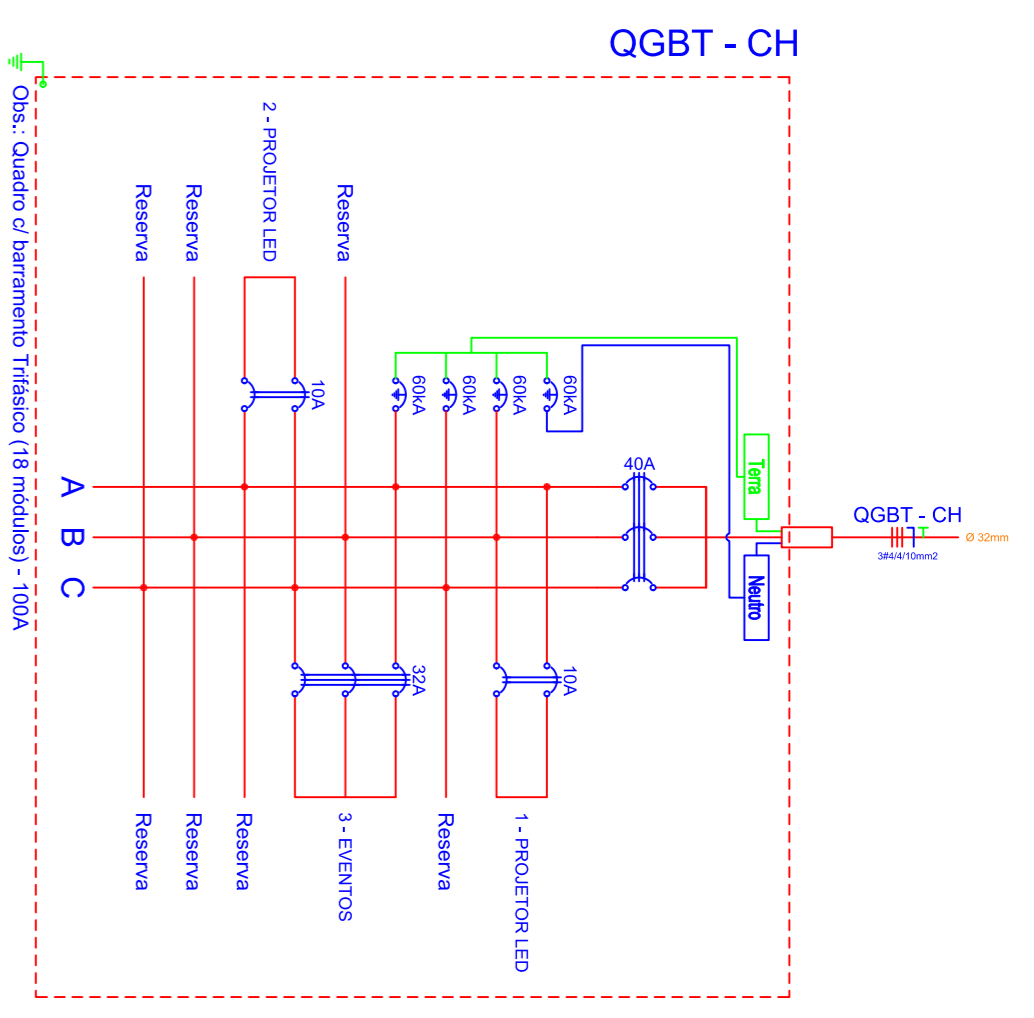 QGBT - CH
Obs.: Quadro c/ barramento Trifásico (18 módulos) - 100A
Reserva
Reserva
2 - PROJETOR LED
Reserva
10A
60kA
60kA
60kA
60kA
40A
Terra
Neutro
QGBT - CH
3#4/4/10mm2
Ø 32mm
A
B
C
32A
10A
Reserva
Reserva
Reserva
3 - EVENTOS
Reserva
1 - PROJETOR LED